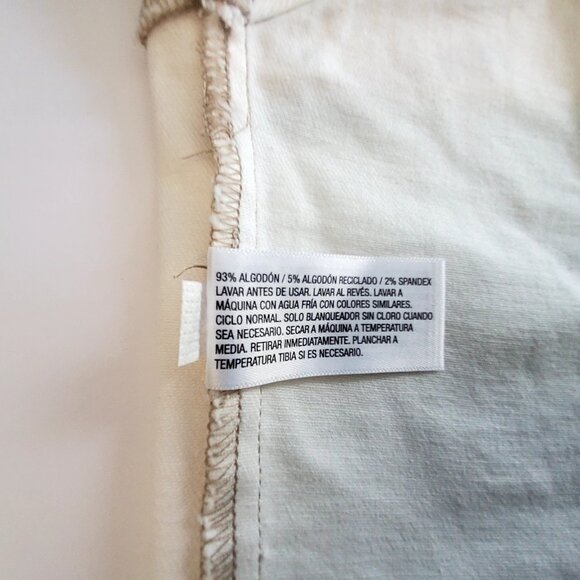 93% ALGODÓN / 5% ALGODÓN RECICLADO / 2% SPANDEX
LAVAR ANTES DE USAR. LAVAR AL REVÉS. LAVAR A
MÁQUINA CON AGUA FRÍA CON COLORES SIMILARES.
CICLO NORMAL. SOLO BLANQUEADOR SIN CLORO CUANDO
SEA NECESARIO. SECAR A MÁQUINA A TEMPERATURA
MEDIA. RETIRAR INMEDIATAMENTE. PLANCHAR A
TEMPERATURA TIBIA SI ES NECESARIO.